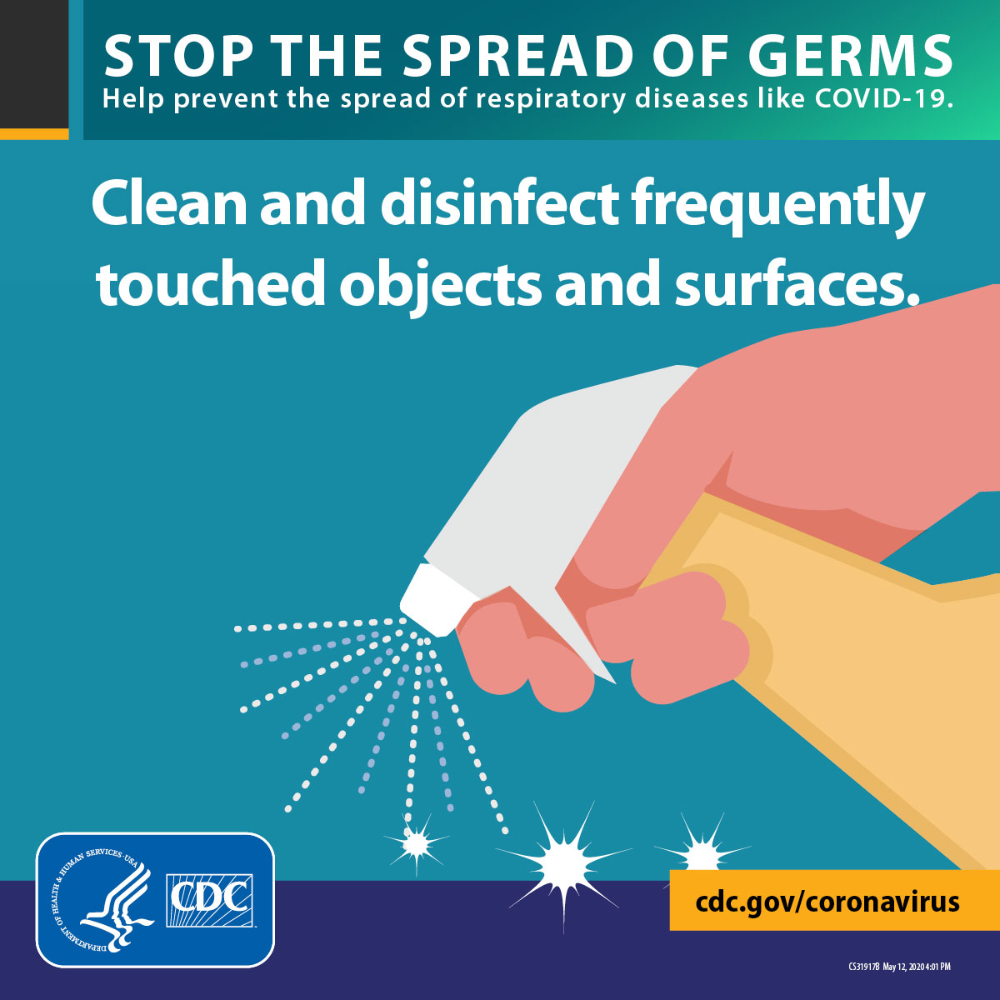 STOP THE SPREAD OF GERMS
Help prevent the spread of respiratory diseases like COVID-19.
Clean and disinfect frequently
touched objects and surfaces.
DEPARTMENT OF HEALTH & HUMAN SERVICES · USA
CDC
cdc.gov/coronavirus
CS31917B May 12, 2020 4:01 PM